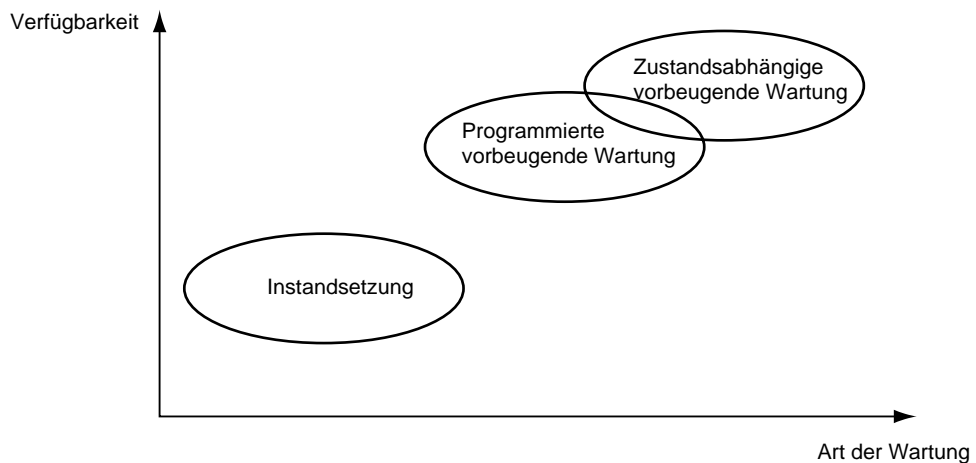 Verfügbarkeit
Zustandsabhängige
vorbeugende Wartung
Programmierte
vorbeugende Wartung
Instandsetzung
Art der Wartung